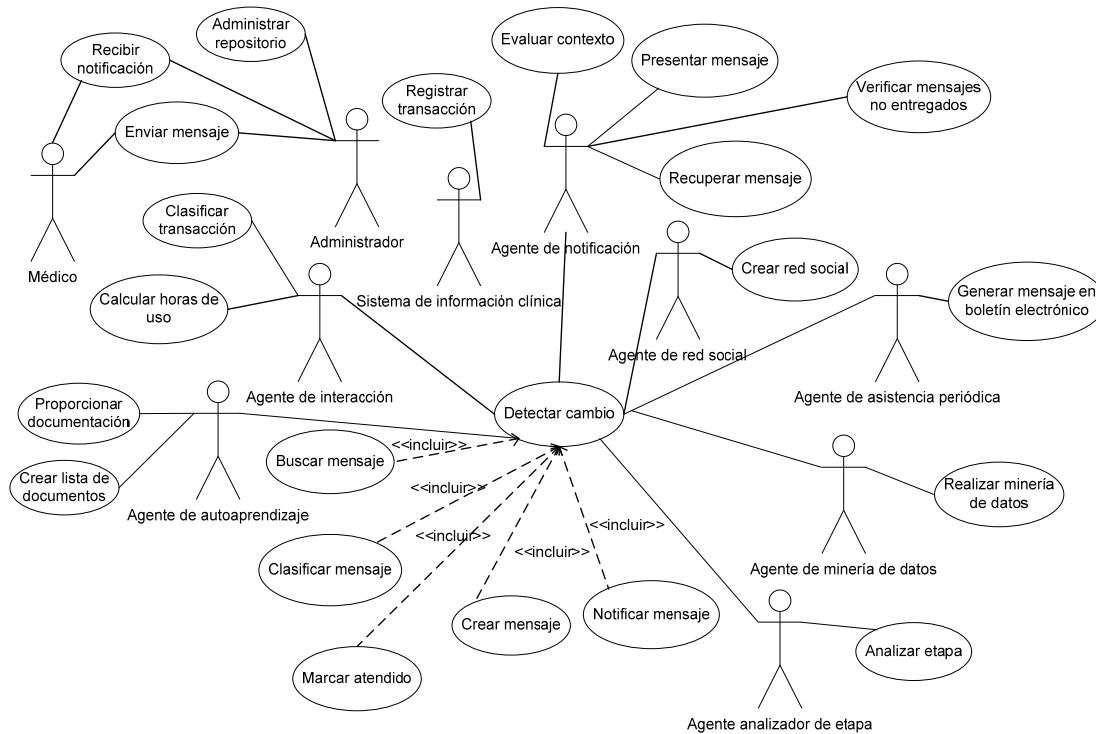 Administrar
repositorio
Recibir
notificación
Evaluar contexto
Presentar mensaje
Verificar mensajes
no entregados
Registrar
transacción
Enviar mensaje
Recuperar mensaje
Clasificar
transacción
Administrador
Agente de notificación
Médico
Crear red social
Sistema de información clínica
Calcular horas de
uso
Generar mensaje en
boletín electrónico
Agente de red social
Agente de interacción
Agente de asistencia periódica
Proporcionar
documentación
Detectar cambio
<<incluir>>
Buscar mensaje
Crear lista de
documentos
<<incluir>>
Realizar minería
de datos
Agente de autoaprendizaje
<<incluir>>
<<incluir>>
<<incluir>>
Clasificar mensaje
Agente de minería de datos
Crear mensaje
Notificar mensaje
Analizar etapa
Marcar atendido
Agente analizador de etapa